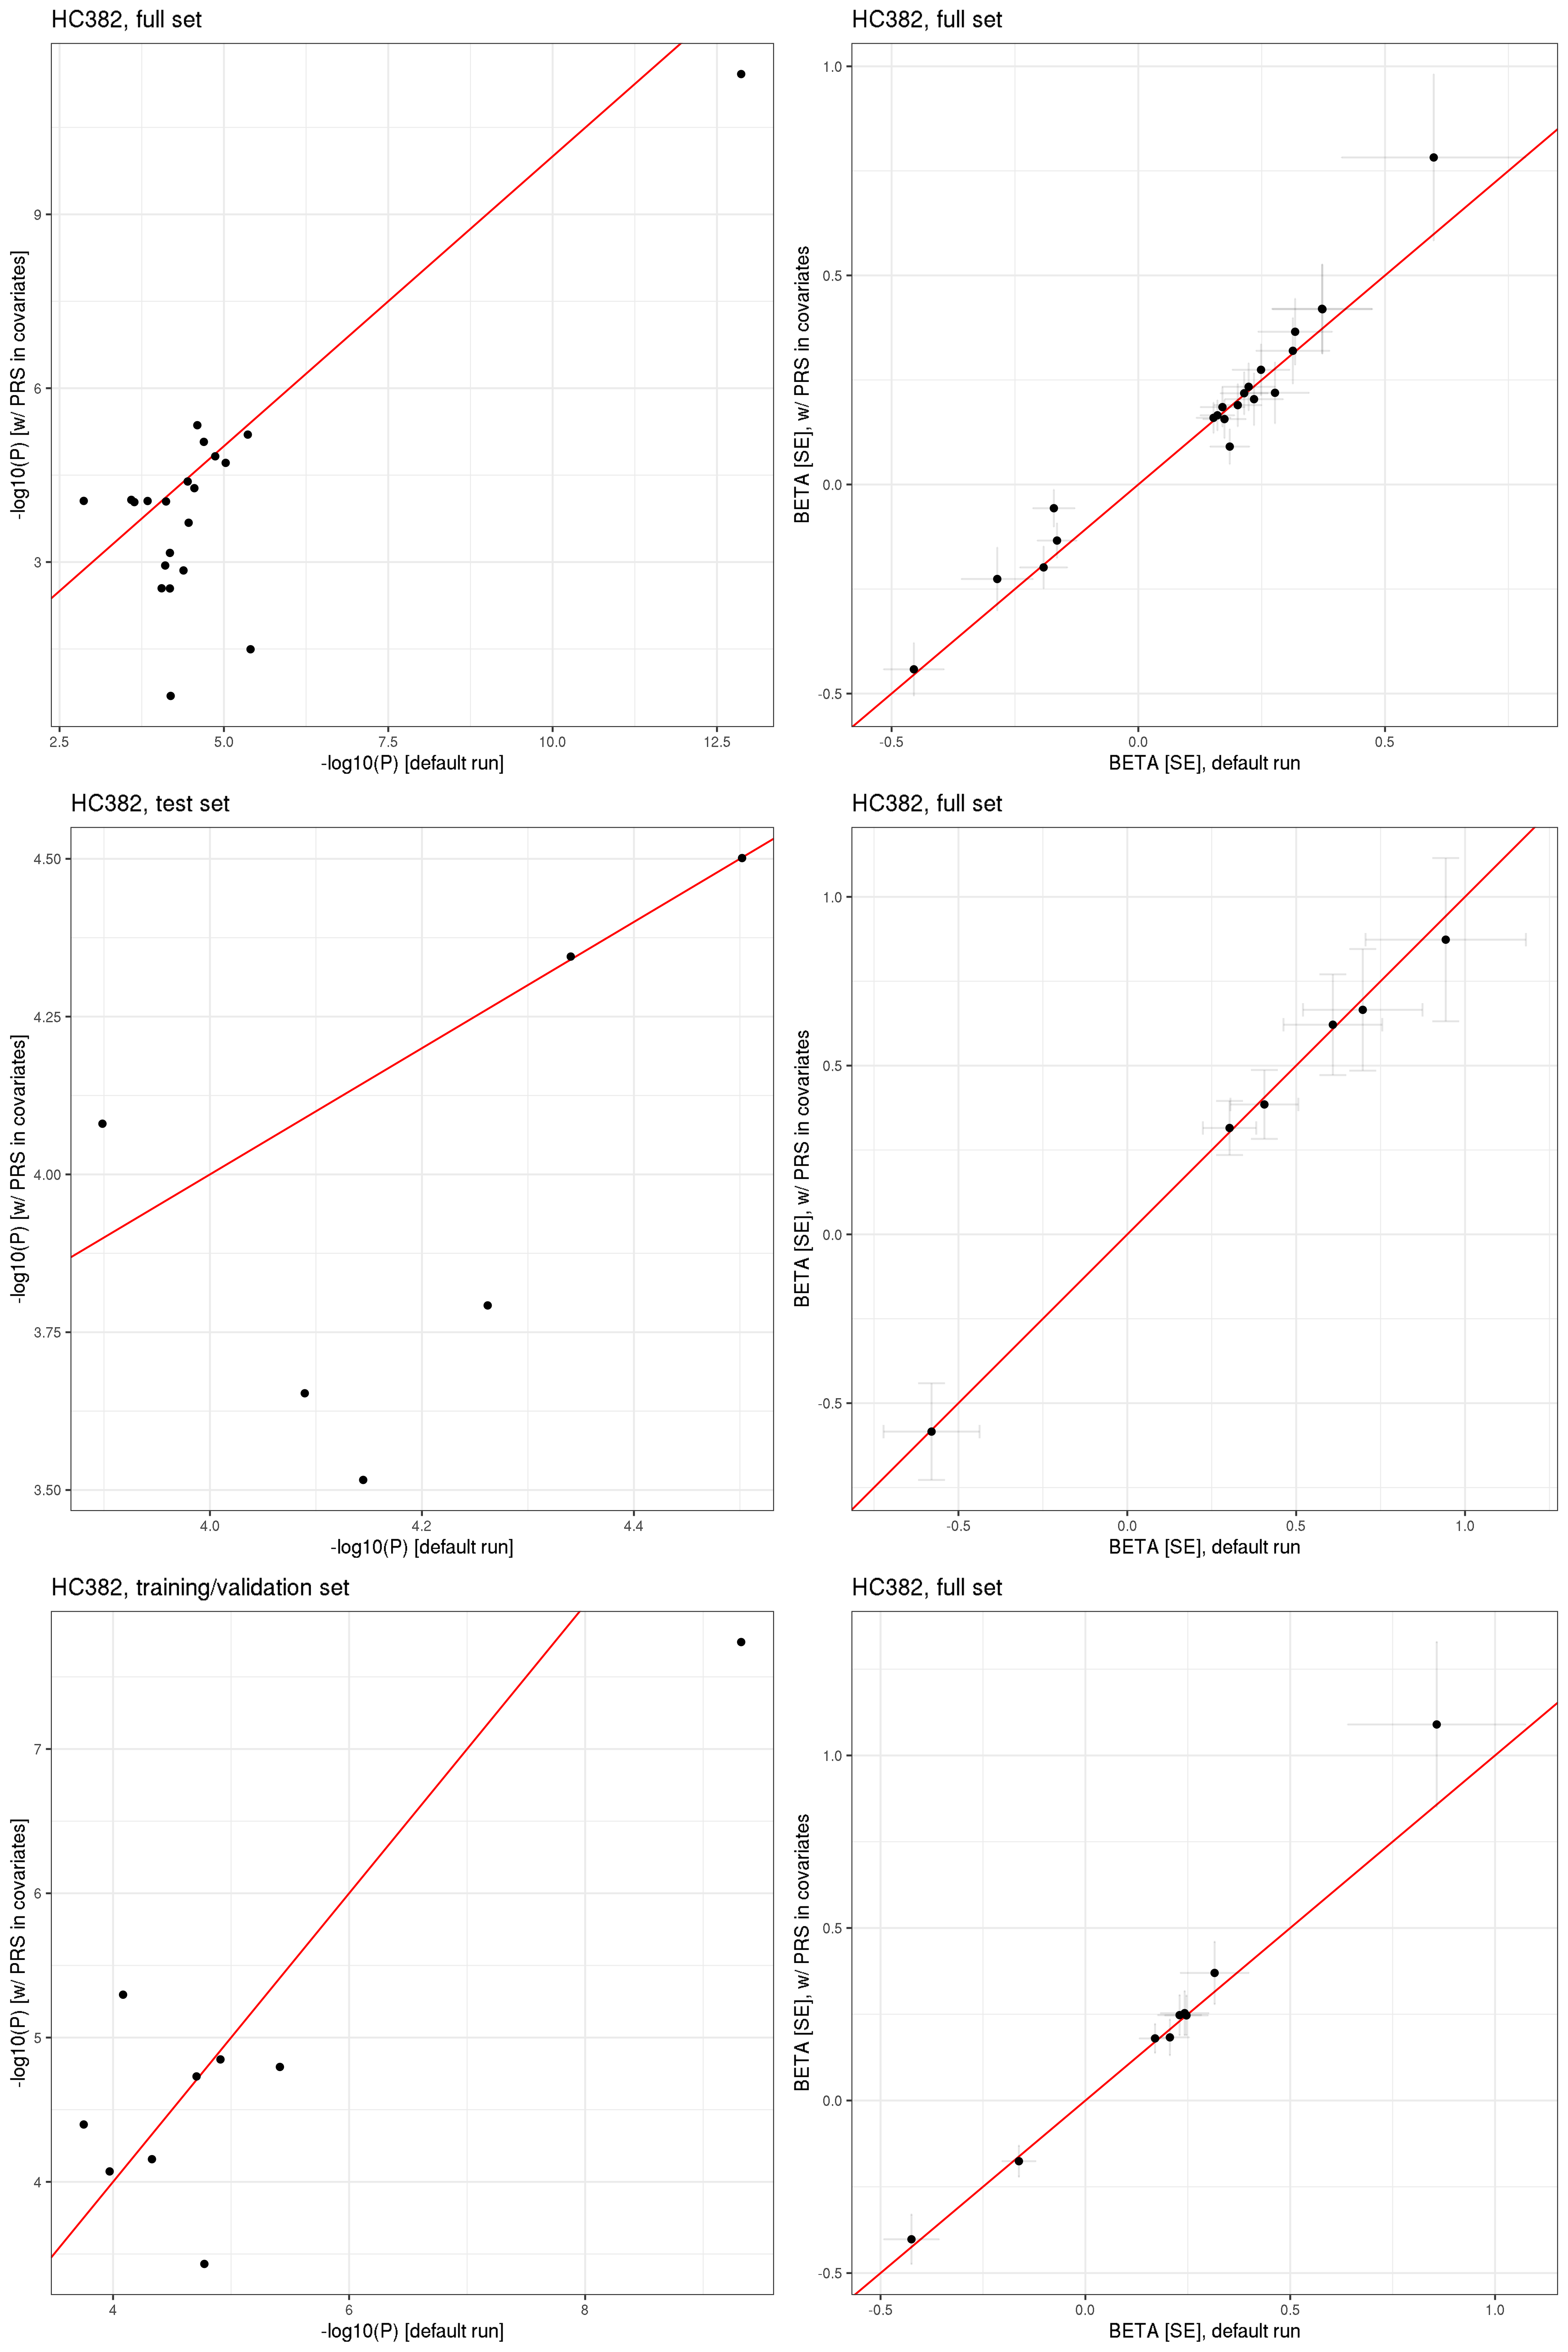 HC382, full set
-log10(P) [w/ PRS in covariates]
9
6
3
2.5
5.0
7.5
10.0
12.5
-log10(P) [default run]
HC382, full set
BETA [SE], w/ PRS in covariates
1.0
0.5
0.0
-0.5
-0.5
0.0
0.5
BETA [SE], default run
HC382, test set
-log10(P) [w/ PRS in covariates]
4.50
4.25
4.00
3.75
3.50
4.0
4.2
4.4
-log10(P) [default run]
HC382, full set
BETA [SE], w/ PRS in covariates
1.0
0.5
0.0
-0.5
-0.5
0.0
0.5
1.0
BETA [SE], default run
HC382, training/validation set
-log10(P) [w/ PRS in covariates]
7
6
5
4
4
6
8
-log10(P) [default run]
HC382, full set
BETA [SE], w/ PRS in covariates
1.0
0.5
0.0
-0.5
-0.5
0.0
0.5
1.0
BETA [SE], default run